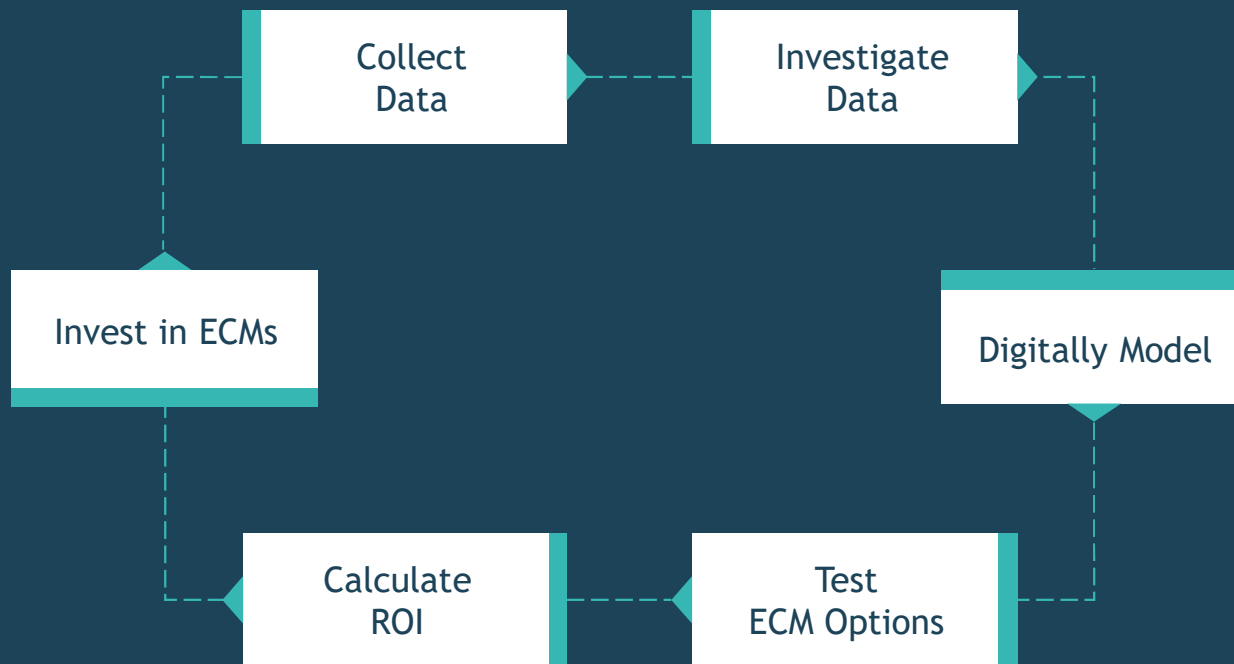 Collect
Data
Investigate
Data
Invest in ECMs
Digitally Model
Calculate
ROI
Test
ECM Options